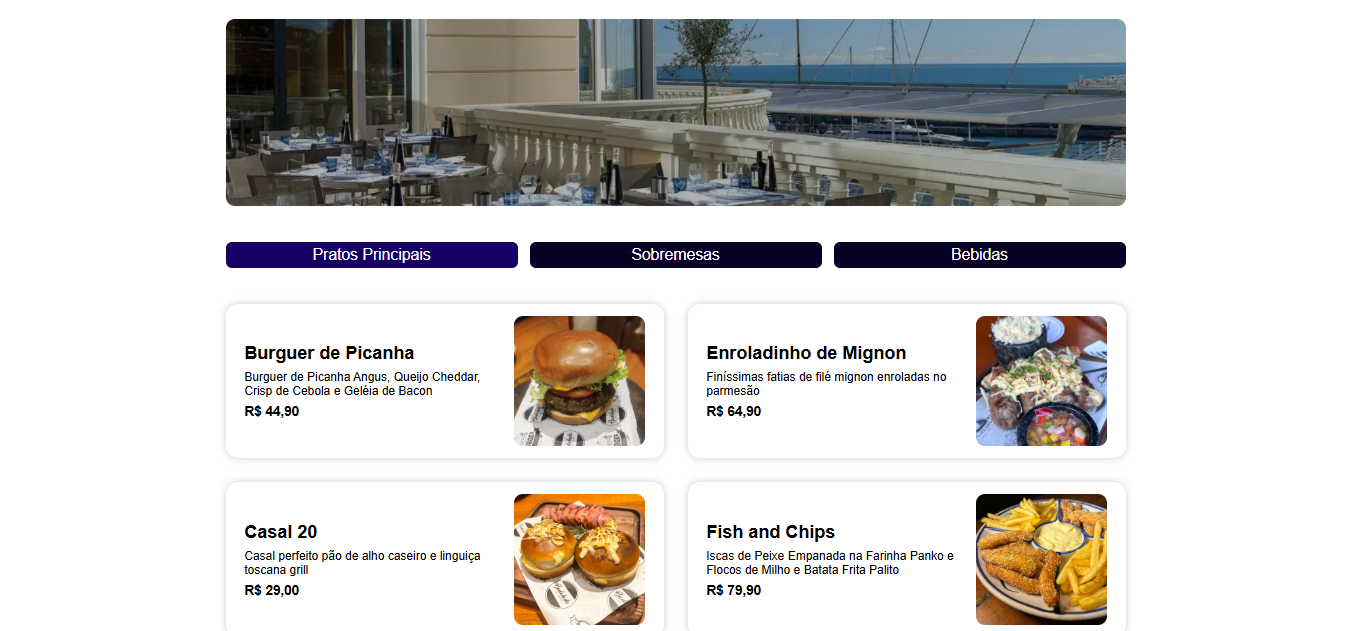 Pratos Principais
Sobremesas
Bebidas
Burguer de Picanha
Burguer de Picanha Angus, Queijo Cheddar,
Crisp de Cebola e Geléia de Bacon
R$ 44,90
Enroladinho de Mignon
Finíssimas fatias de filé mignon enroladas no
parmesão
R$ 64,90
Casal 20
Casal perfeito pão de alho caseiro e linguiça
toscana grill
R$ 29,00
Fish and Chips
Iscas de Peixe Empanada na Farinha Panko e
Flocos de Milho e Batata Frita Palito
R$ 79,90